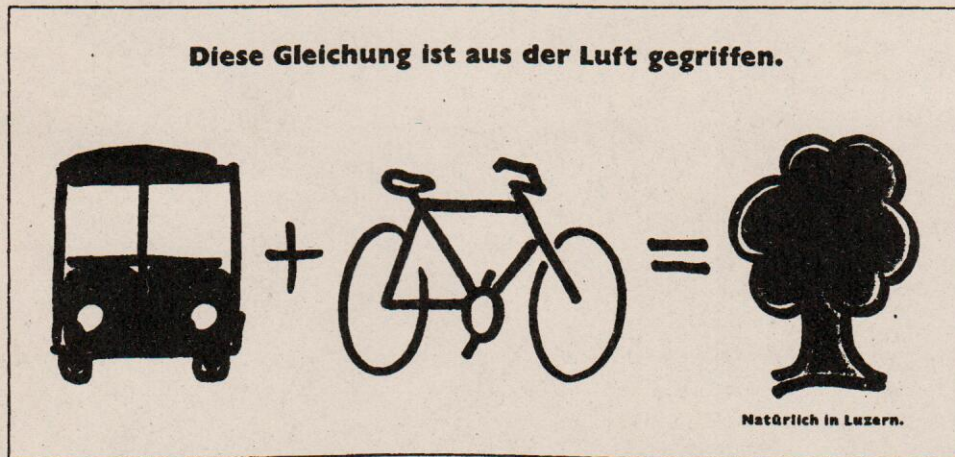 Diese Gleichung ist aus der Luft gegriffen.
+ =
Natürlich in Luzern.